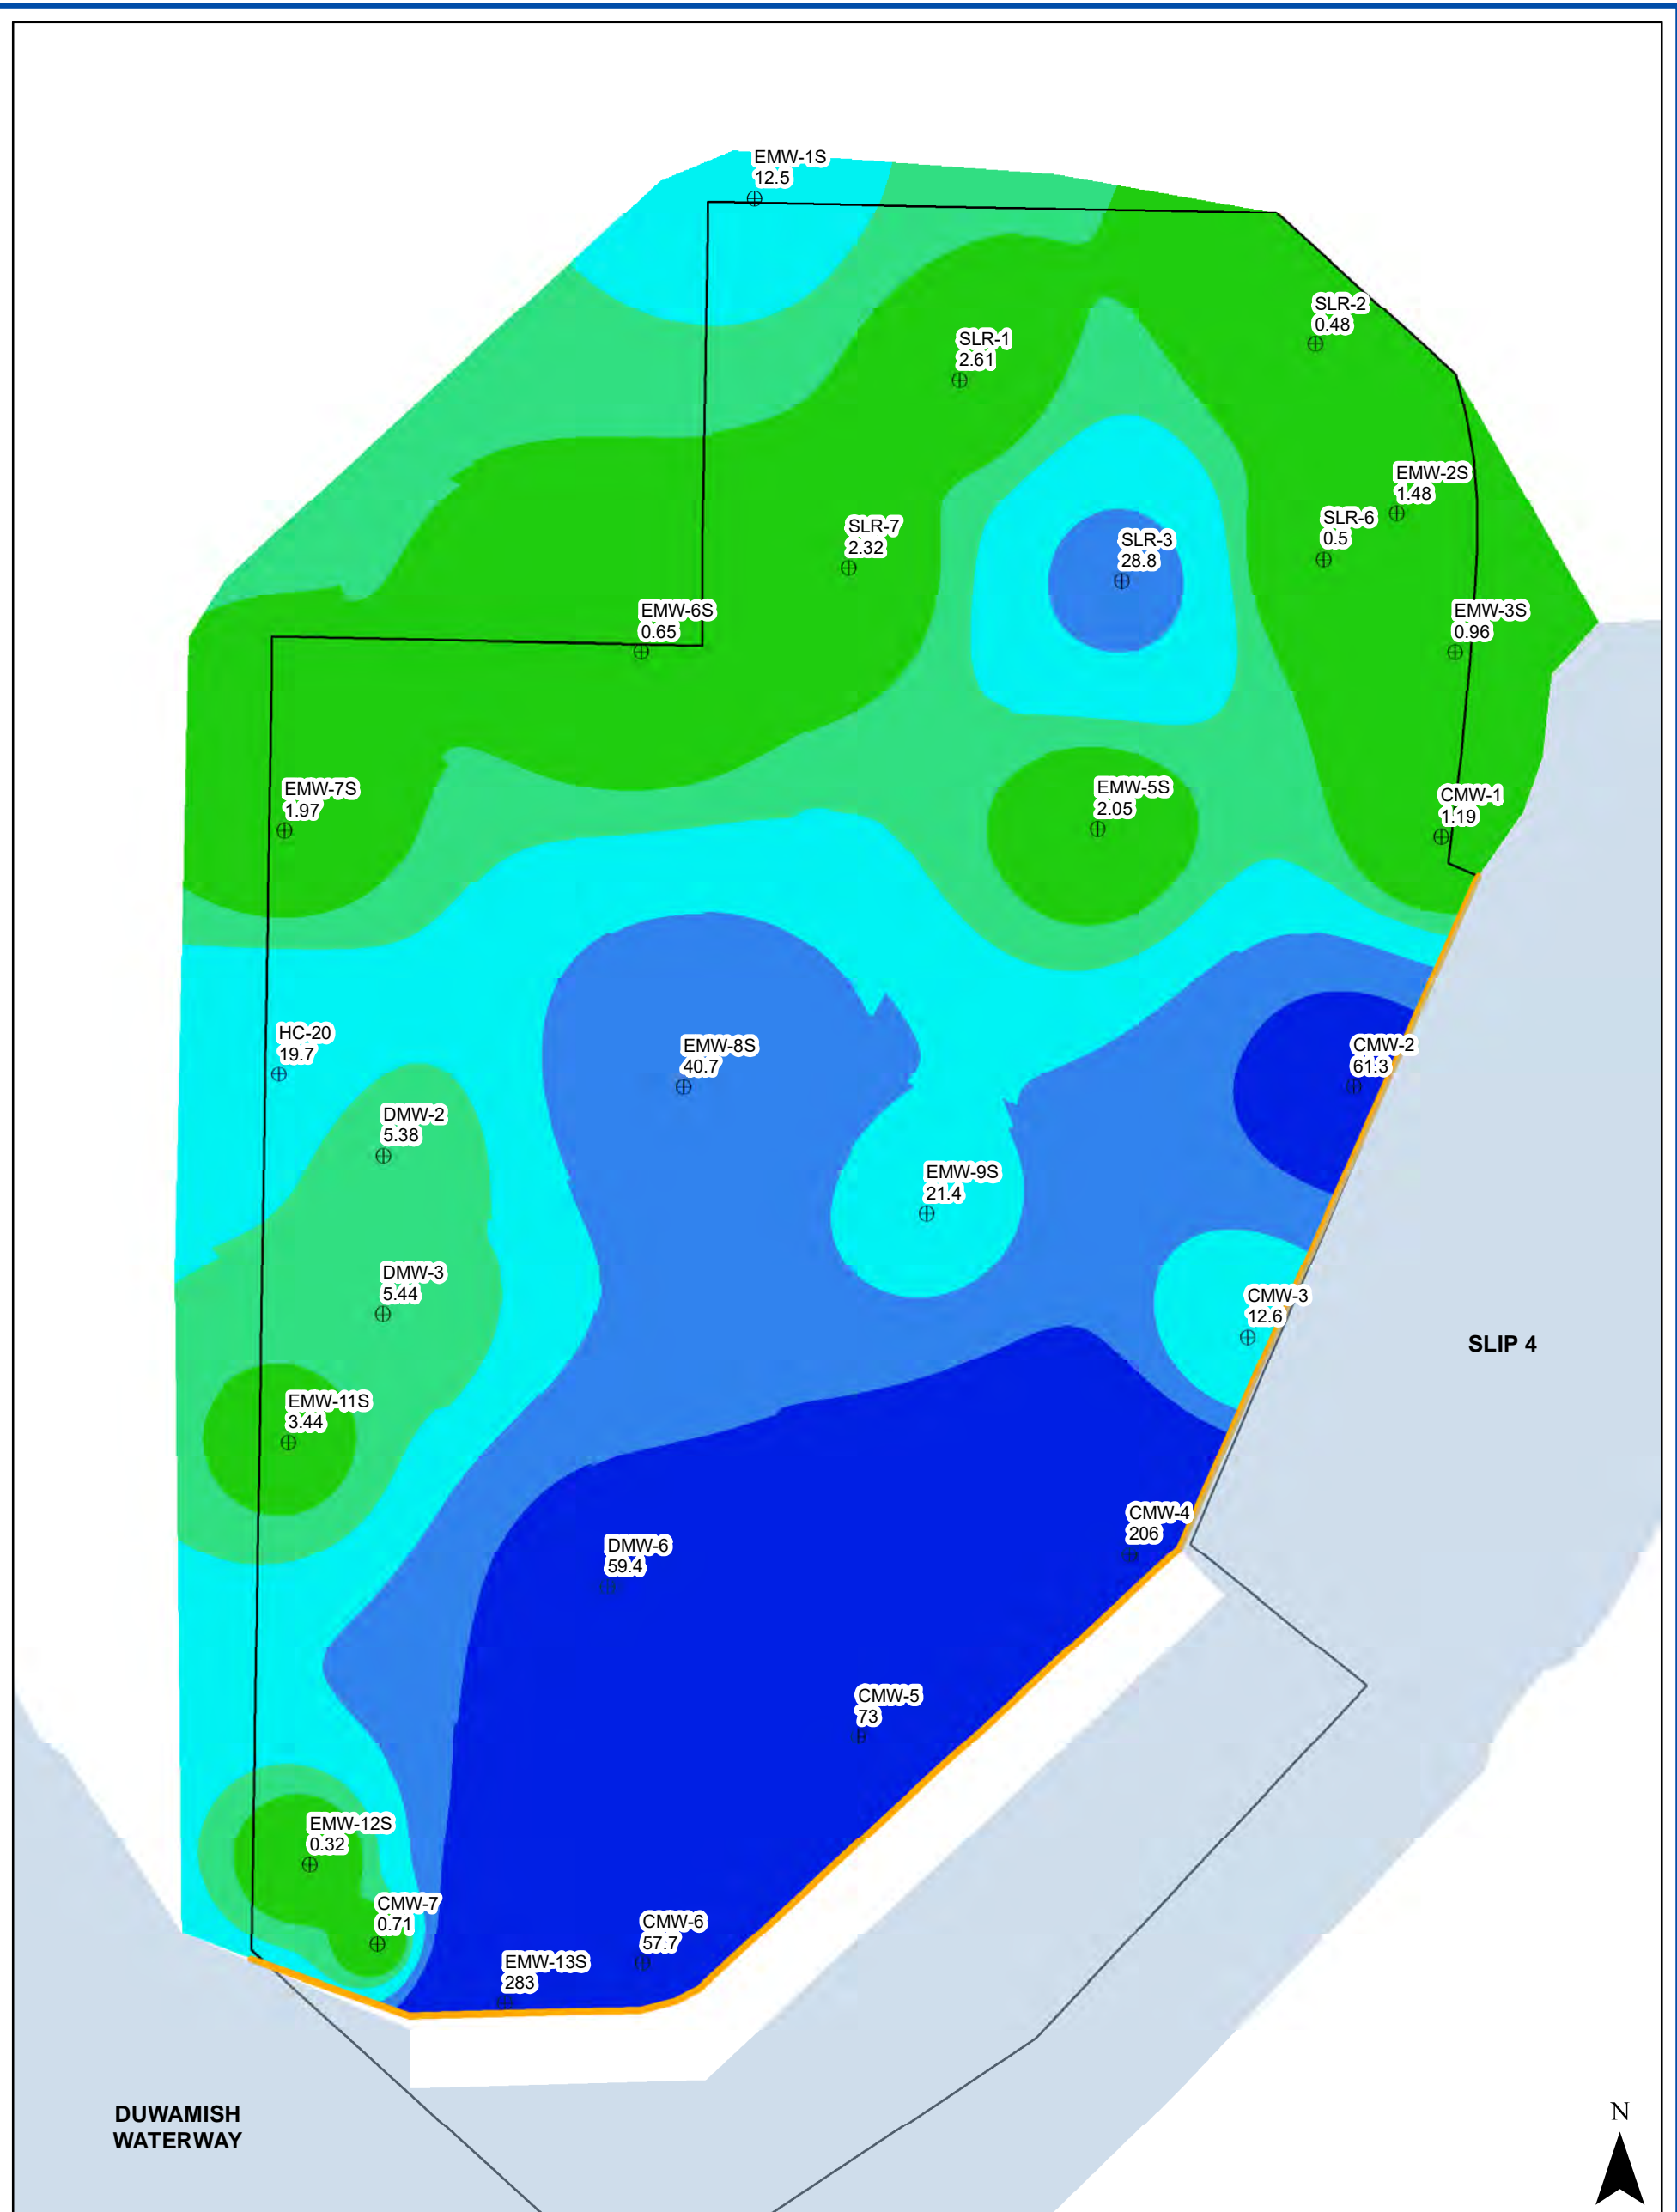 EMW-1S
12.5
SLR-2
0.48
SLR-1
2.61
EMW-2S
1.48
SLR-6
0.5
SLR-7
2.32
SLR-3
28.8
EMW-6S
0.65
EMW-3S
0.96
EMW-7S
1.97
EMW-5S
2.05
CMW-1
1.19
HC-20
19.7
EMW-8S
40.7
CMW-2
61.3
DMW-2
5.38
EMW-9S
21.4
DMW-3
5.44
CMW-3
12.6
SLIP 4
EMW-11S
3.44
CMW-4
206
DMW-6
59.4
CMW-5
73
EMW-12S
0.32
CMW-7
0.71
CMW-6
57.7
EMW-13S
283
DUWAMISH
WATERWAY
N